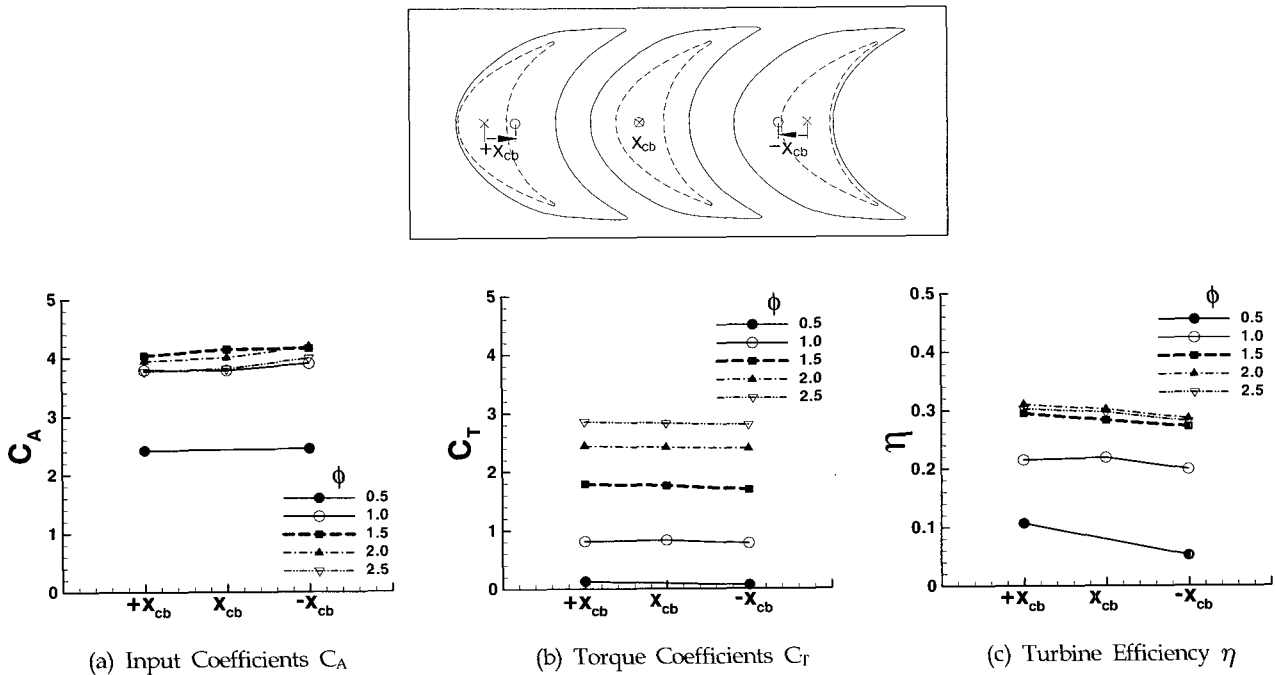 +X_cb
X_cb
-X_cb
5
4
3
2
1
0
C_A
+X_cb
X_cb
-X_cb
ϕ
0.5
1.0
1.5
2.0
2.5
(a) Input Coefficients C_A
5
4
3
2
1
0
C_T
+X_cb
X_cb
-X_cb
ϕ
0.5
1.0
1.5
2.0
2.5
(b) Torque Coefficients C_T
0.5
0.4
0.3
0.2
0.1
0
η
+X_cb
X_cb
-X_cb
ϕ
0.5
1.0
1.5
2.0
2.5
(c) Turbine Efficiency η